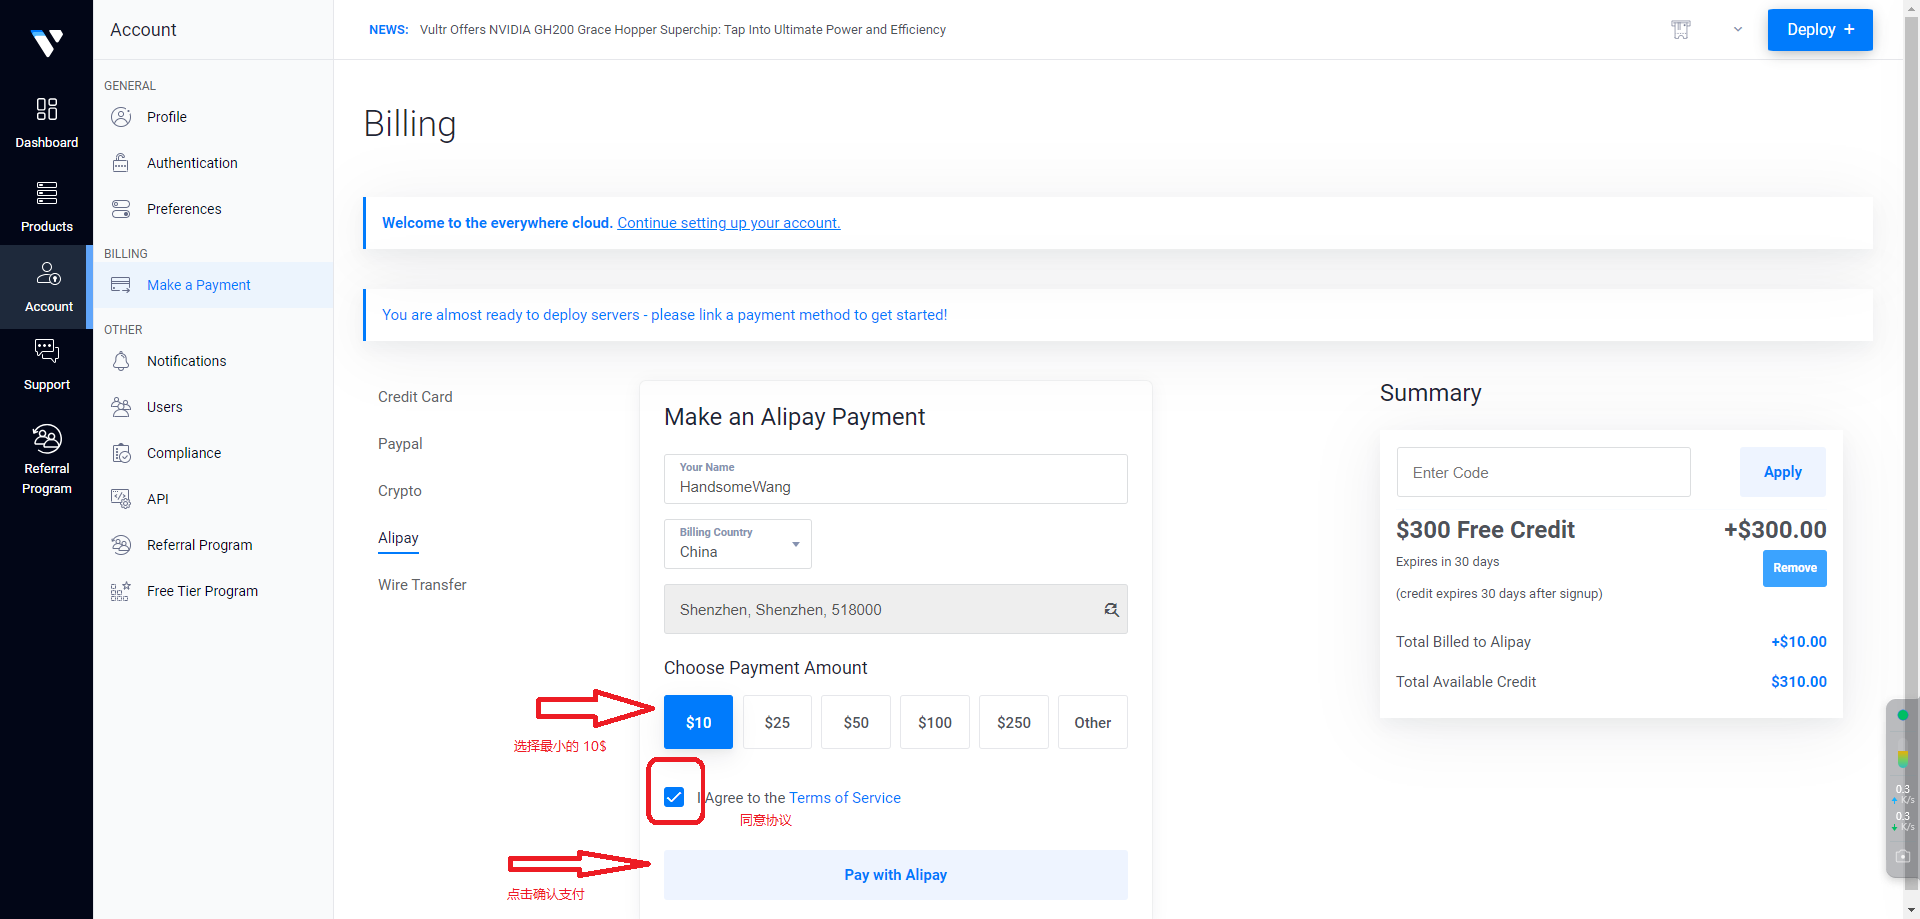 Account
NEWS: Vultr Offers NVIDIA GH200 Grace Hopper Superchip: Tap Into Ultimate Power and Efficiency
Deploy +
Dashboard
Products
Account
Support
Referral
Program
GENERAL
Profile
Authentication
Preferences
BILLING
Make a Payment
OTHER
Notifications
Users
Compliance
API
Referral Program
Free Tier Program
Billing
Welcome to the everywhere cloud. Continue setting up your account.
You are almost ready to deploy servers - please link a payment method to get started!
Credit Card
Paypal
Crypto
Alipay
Wire Transfer
Make an Alipay Payment
Your Name
HandsomeWang
Billing Country
China
Shenzhen, Shenzhen, 518000
Choose Payment Amount
$10
$25
$50
$100
$250
Other
选择最小的 10$
I Agree to the Terms of Service
同意协议
Pay with Alipay
点击确认支付
Summary
Enter Code
Apply
$300 Free Credit
+$300.00
Expires in 30 days
Remove
(credit expires 30 days after signup)
Total Billed to Alipay
+$10.00
Total Available Credit
$310.00
0.3
K/s
0.3
K/s